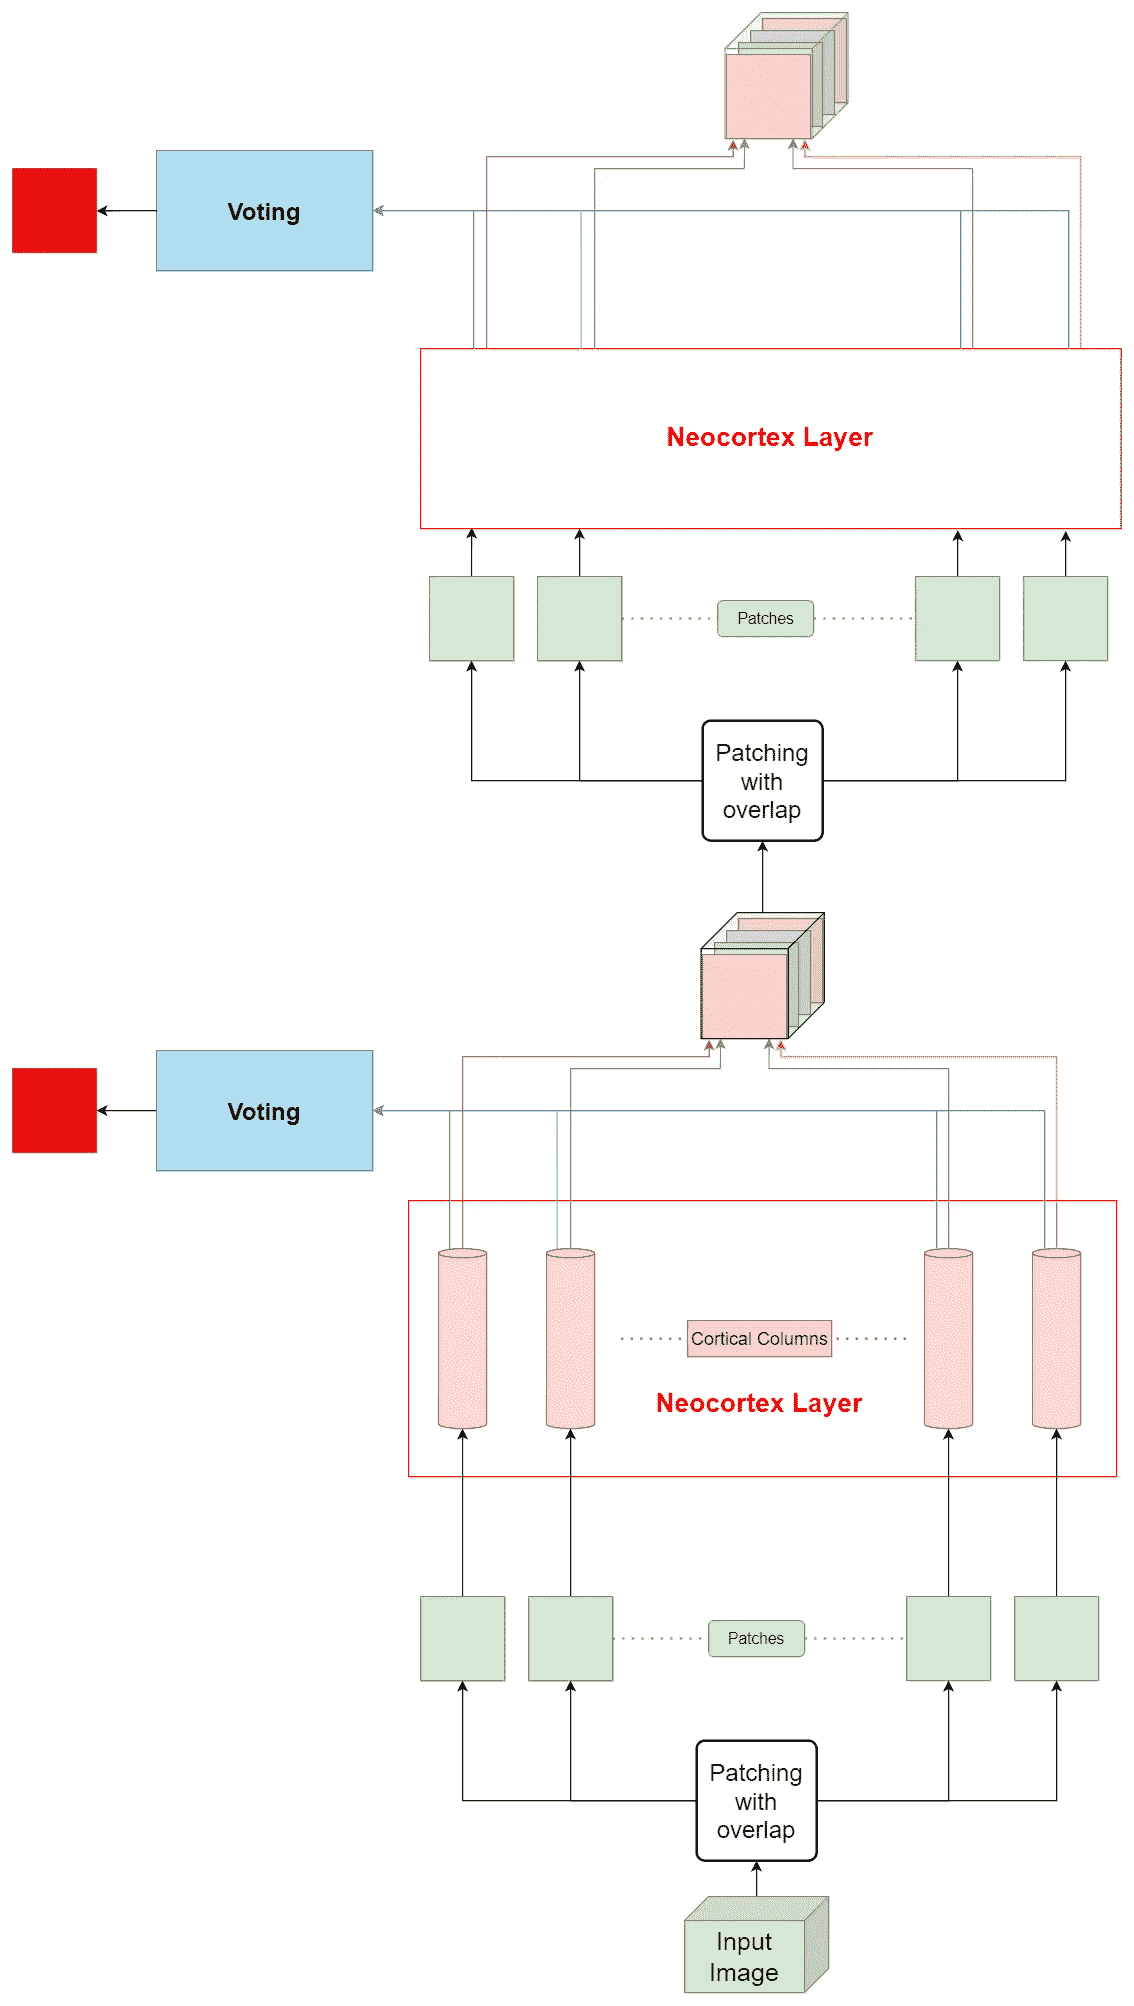 Voting
Neocortex Layer
Patches
Patching
with
overlap
Voting
Cortical Columns
Neocortex Layer
Patches
Patching
with
overlap
Input
Image